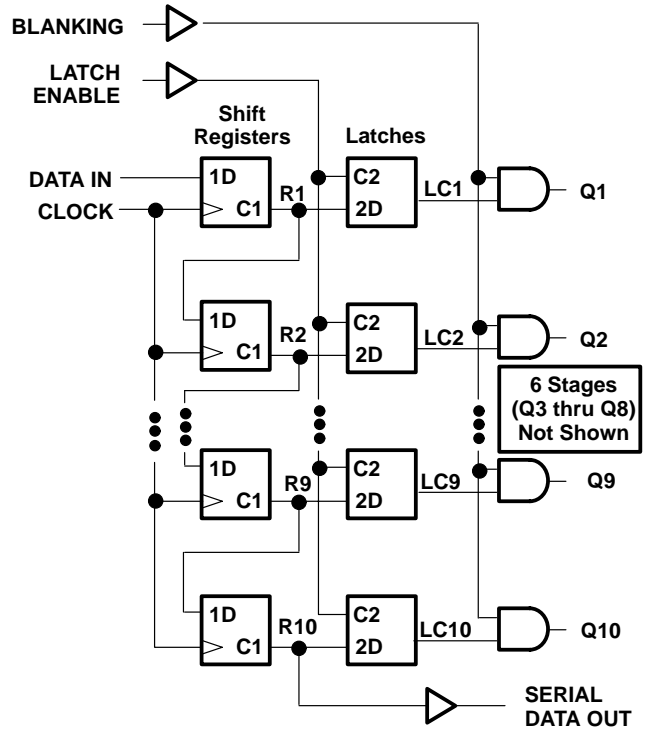 BLANKING
LATCH
ENABLE
Shift
Registers
Latches
DATA IN
CLOCK
1D
C1
R1
C2
2D
LC1
Q1
1D
C1
R2
C2
2D
LC2
Q2
6 Stages
(Q3 thru Q8)
Not Shown
1D
C1
R9
C2
2D
LC9
Q9
1D
C1
R10
C2
2D
LC10
Q10
SERIAL
DATA OUT